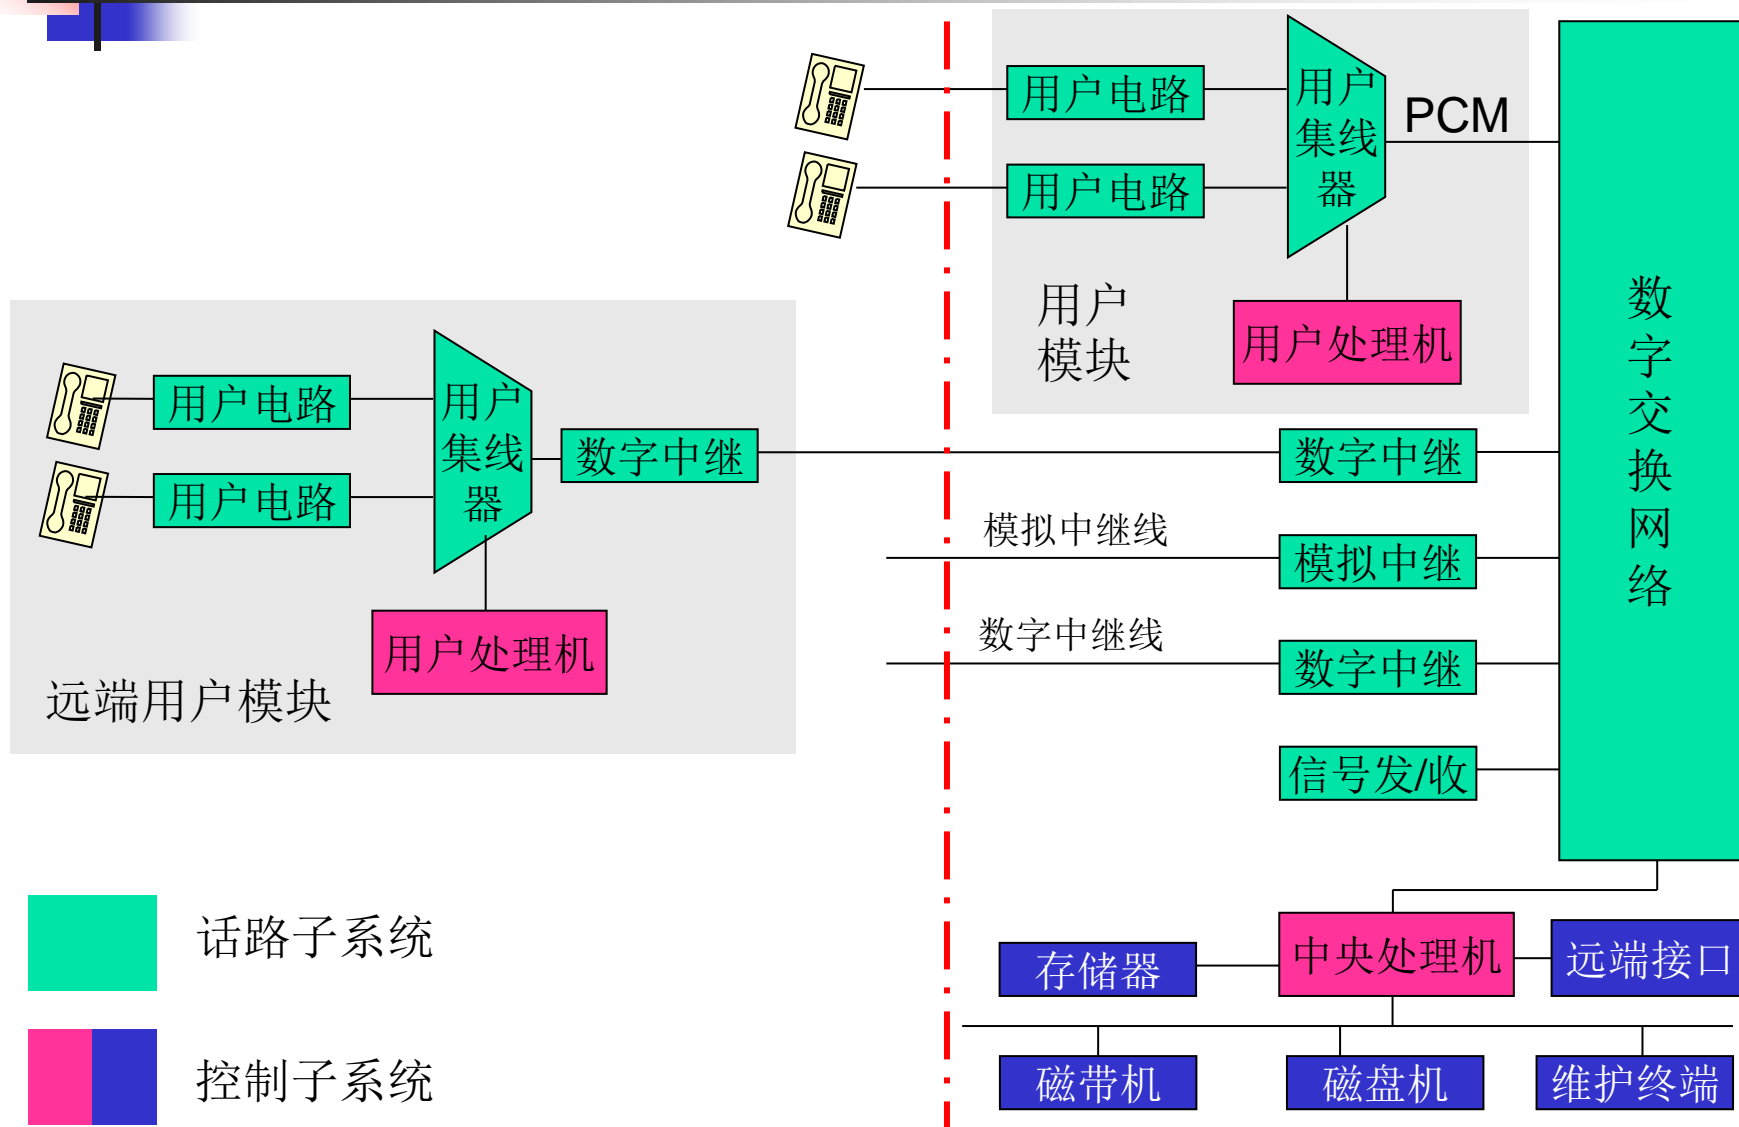 用户电路
用户
集线
器
PCM
用户电路
用户
模块
用户处理机
数
字
交
换
网
络
用户电路
用户
集线
器
数字中继
用户电路
用户处理机
远端用户模块
数字中继
模拟中继线
模拟中继
数字中继线
数字中继
信号发/收
话路子系统
控制子系统
存储器
中央处理机
远端接口
磁带机
磁盘机
维护终端